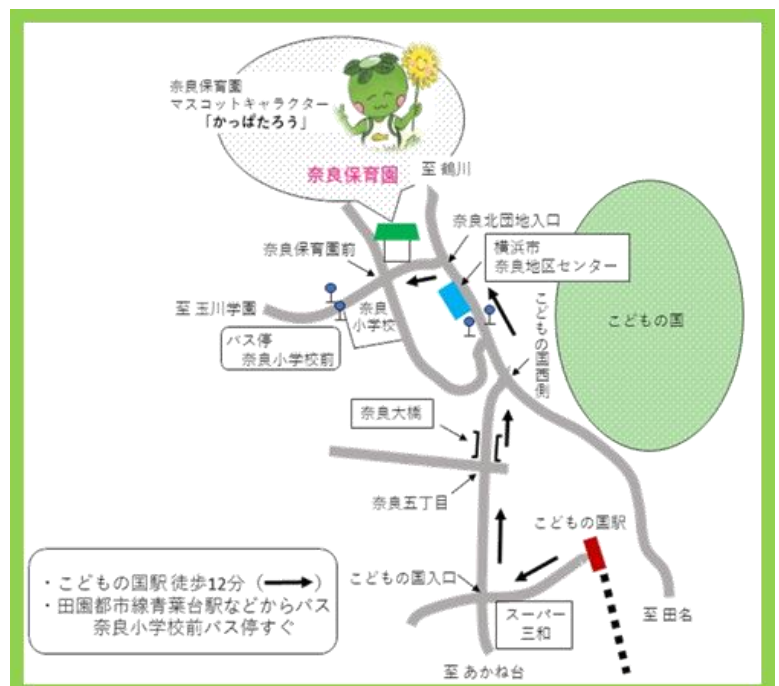 奈良保育園
マスコットキャラクター
「かっぱたろう」
奈良保育園
至 鶴川
奈良北団地入口
奈良保育園前
横浜市
奈良地区センター
至 玉川学園
奈良
小学校
こどもの国
バス停
奈良小学校前
こどもの国西側
奈良大橋
奈良五丁目
こどもの国駅
・こどもの国駅 徒歩12分（→）
・田園都市線青葉台駅などからバス
奈良小学校前バス停すぐ
こどもの国入口
スーパー
三和
至 田名
至 あかね台